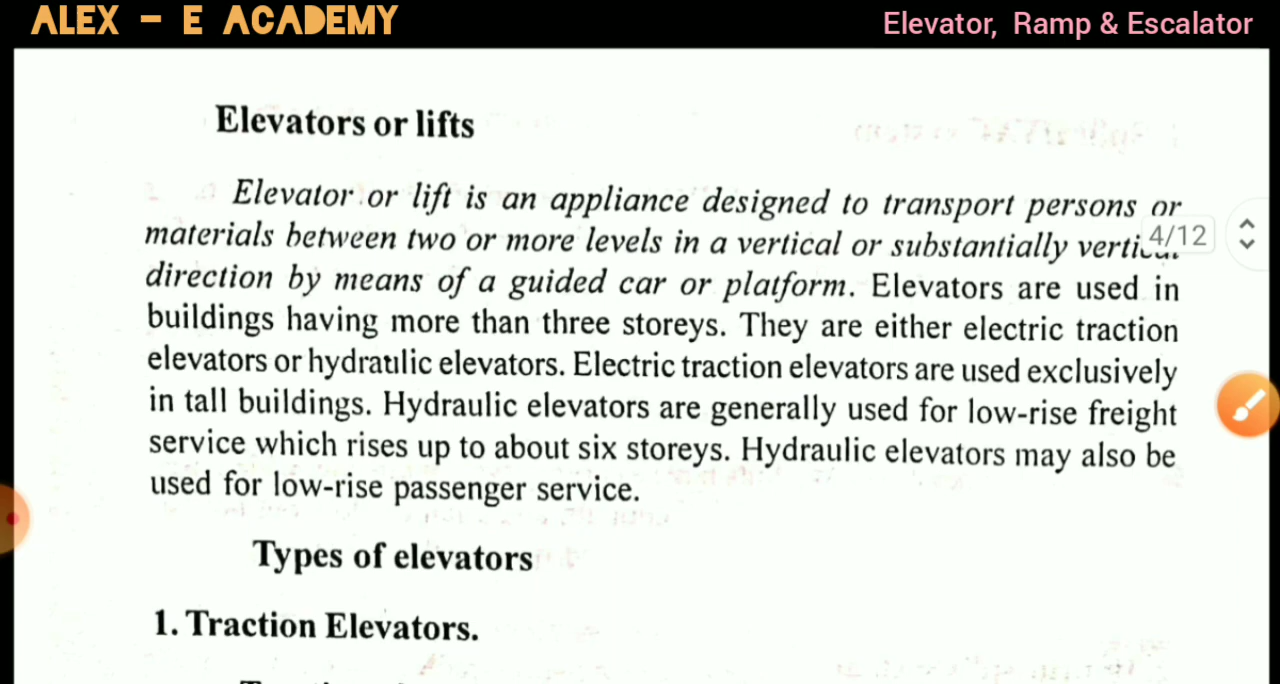 ALEX - E ACADEMY
Elevator, Ramp & Escalator
Elevators or lifts
Elevator or lift is an appliance designed to transport persons or
materials between two or more levels in a vertical or substantially
4/12
direction by means of a guided car or platform. Elevators are used in
buildings having more than three storeys. They are either electric traction
elevators or hydraulic elevators. Electric traction elevators are used exclusively
in tall buildings. Hydraulic elevators are generally used for low-rise freight
service which rises up to about six storeys. Hydraulic elevators may also be
used for low-rise passenger service.
Types of elevators
1. Traction Elevators.